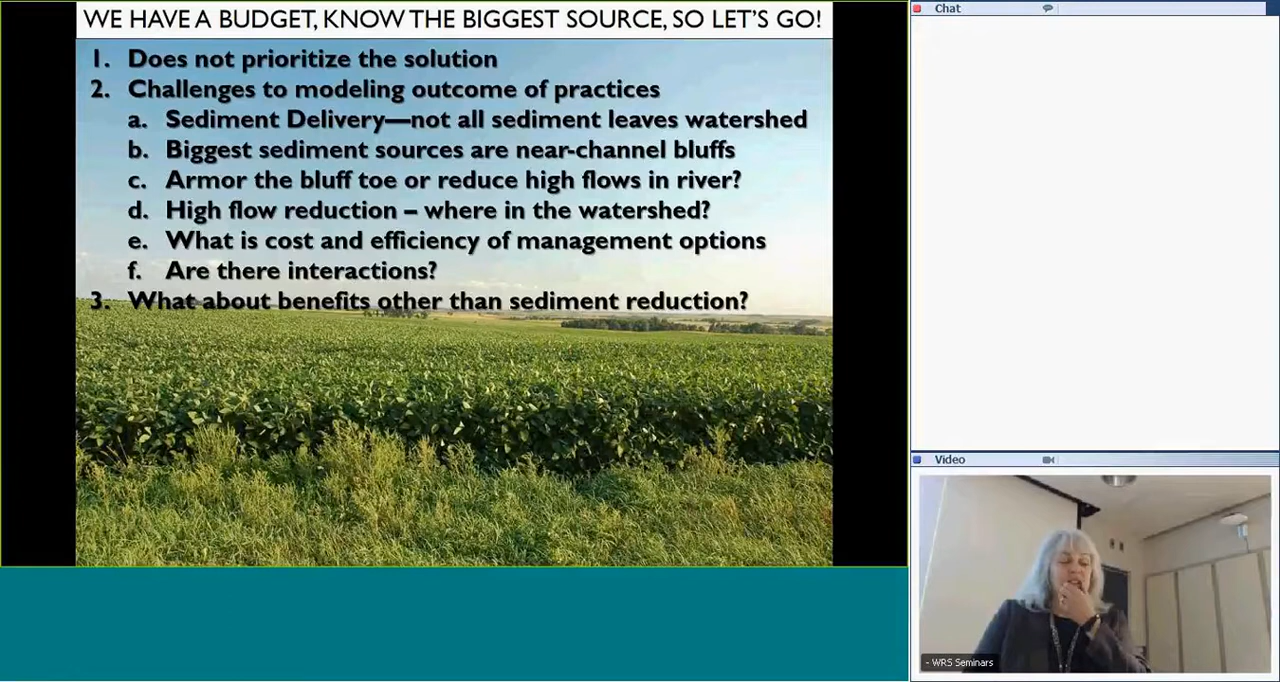 WE HAVE A BUDGET, KNOW THE BIGGEST SOURCE, SO LET'S GO!
1. Does not prioritize the solution
2. Challenges to modeling outcome of practices
a. Sediment Delivery—not all sediment leaves watershed
b. Biggest sediment sources are near-channel bluffs
c. Armor the bluff toe or reduce high flows in river?
d. High flow reduction – where in the watershed?
e. What is cost and efficiency of management options
f. Are there interactions?
3. What about benefits other than sediment reduction?
Chat
Video
- WRS Seminars